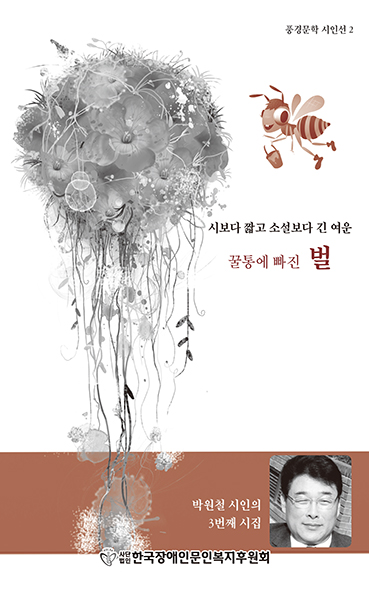 풍경문학 시인선 2
시보다 짧고 소설보다 긴 여운
꿀통에 빠진 벌
박원철 시인의
3번째 시집
사단법인 한국장애인문인복지후원회